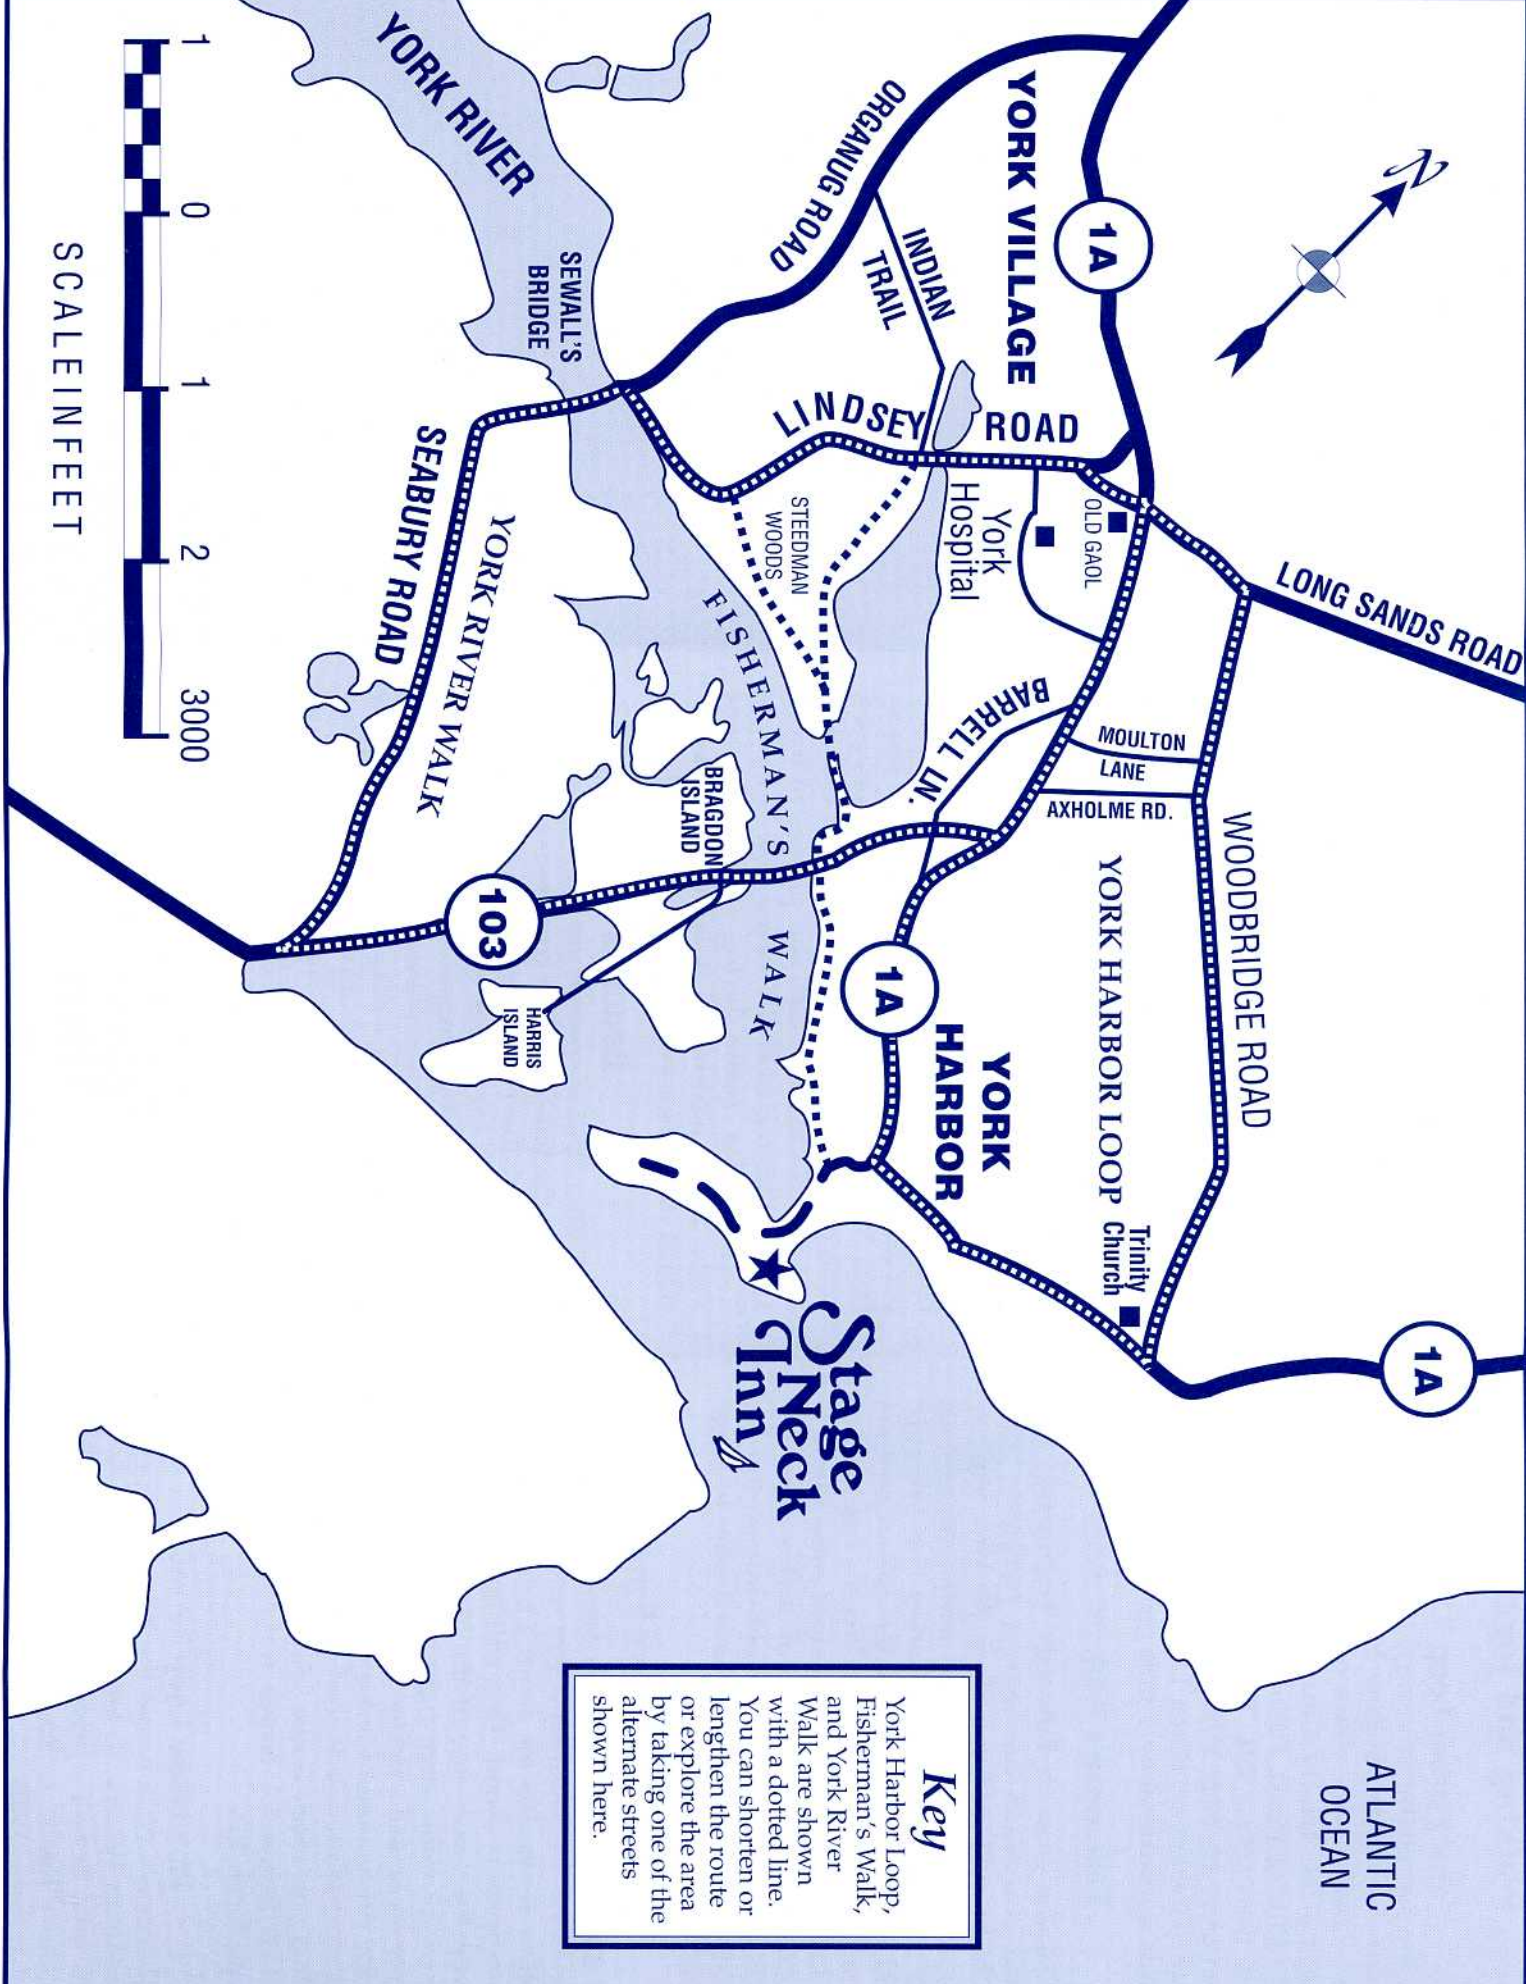 N
YORK RIVER
ORGANUG ROAD
YORK VILLAGE
1A
INDIAN
TRAIL
SEWALL'S
BRIDGE
LINDSEY ROAD
OLD GAOL
York
Hospital
STEEDMAN
WOODS
LONG SANDS ROAD
SEABURY ROAD
YORK RIVER WALK
FISHERMAN'S WALK
BARRELL LN.
MOULTON
LANE
AXHOLME RD.
WOODBRIDGE ROAD
YORK HARBOR LOOP
BRAGDON
ISLAND
103
1A
HARRIS
ISLAND
YORK
HARBOR
Trinity
Church
1A
Stage
Neck
Inn
ATLANTIC
OCEAN
Key
York Harbor Loop,
Fisherman's Walk,
and York River
Walk are shown
with a dotted line.
You can shorten or
lengthen the route
or explore the area
by taking one of the
alternate streets
shown here.
1 0 1 2 3000
SCALEINFEET